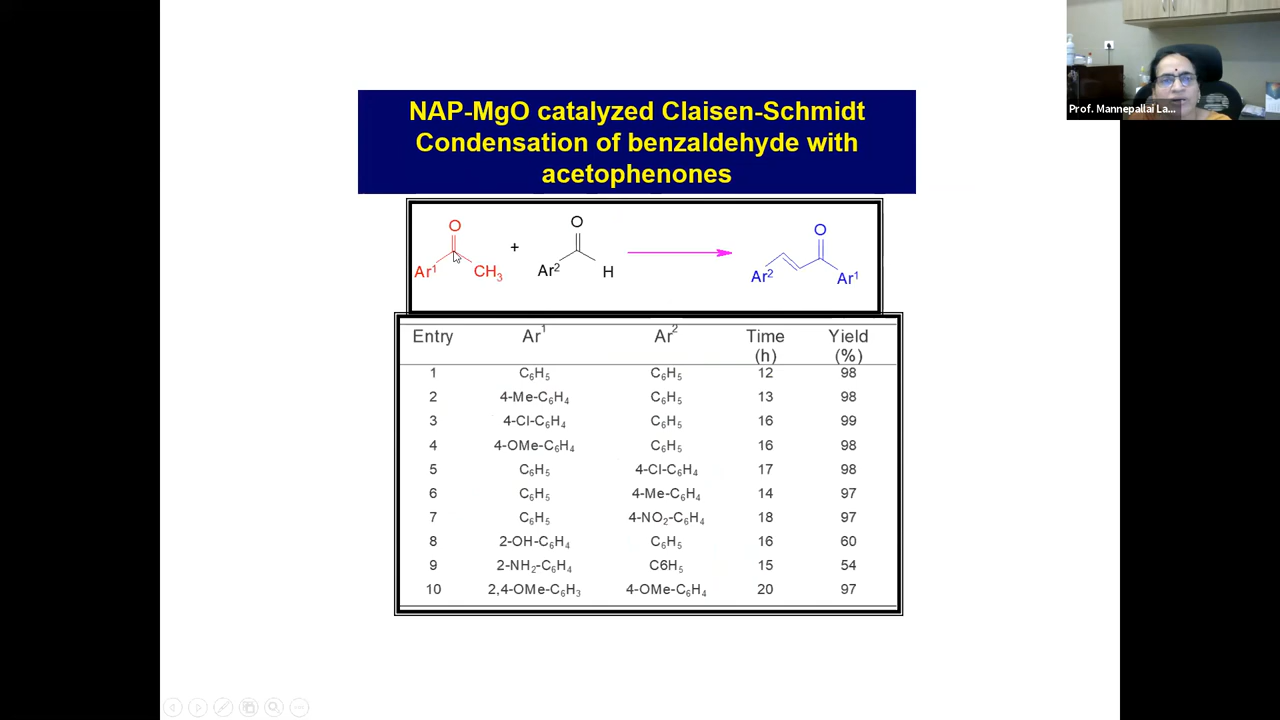 NAP-MgO catalyzed Claisen-Schmidt
Condensation of benzaldehyde with
acetophenones
Prof. Mannepallai La...
O
Ar¹
CH₃
+
O
Ar²
H
O
Ar²
Ar¹
Entry Ar¹ Ar² Time (h) Yield (%)
1 C₆H₅ C₆H₅ 12 98
2 4-Me-C₆H₄ C₆H₅ 13 98
3 4-Cl-C₆H₄ C₆H₅ 16 99
4 4-OMe-C₆H₄ C₆H₅ 16 98
5 C₆H₅ 4-Cl-C₆H₄ 17 98
6 C₆H₅ 4-Me-C₆H₄ 14 97
7 C₆H₅ 4-NO₂-C₆H₄ 18 97
8 2-OH-C₆H₄ C₆H₅ 16 60
9 2-NH₂-C₆H₄ C6H₅ 15 54
10 2,4-OMe-C₆H₃ 4-OMe-C₆H₄ 20 97